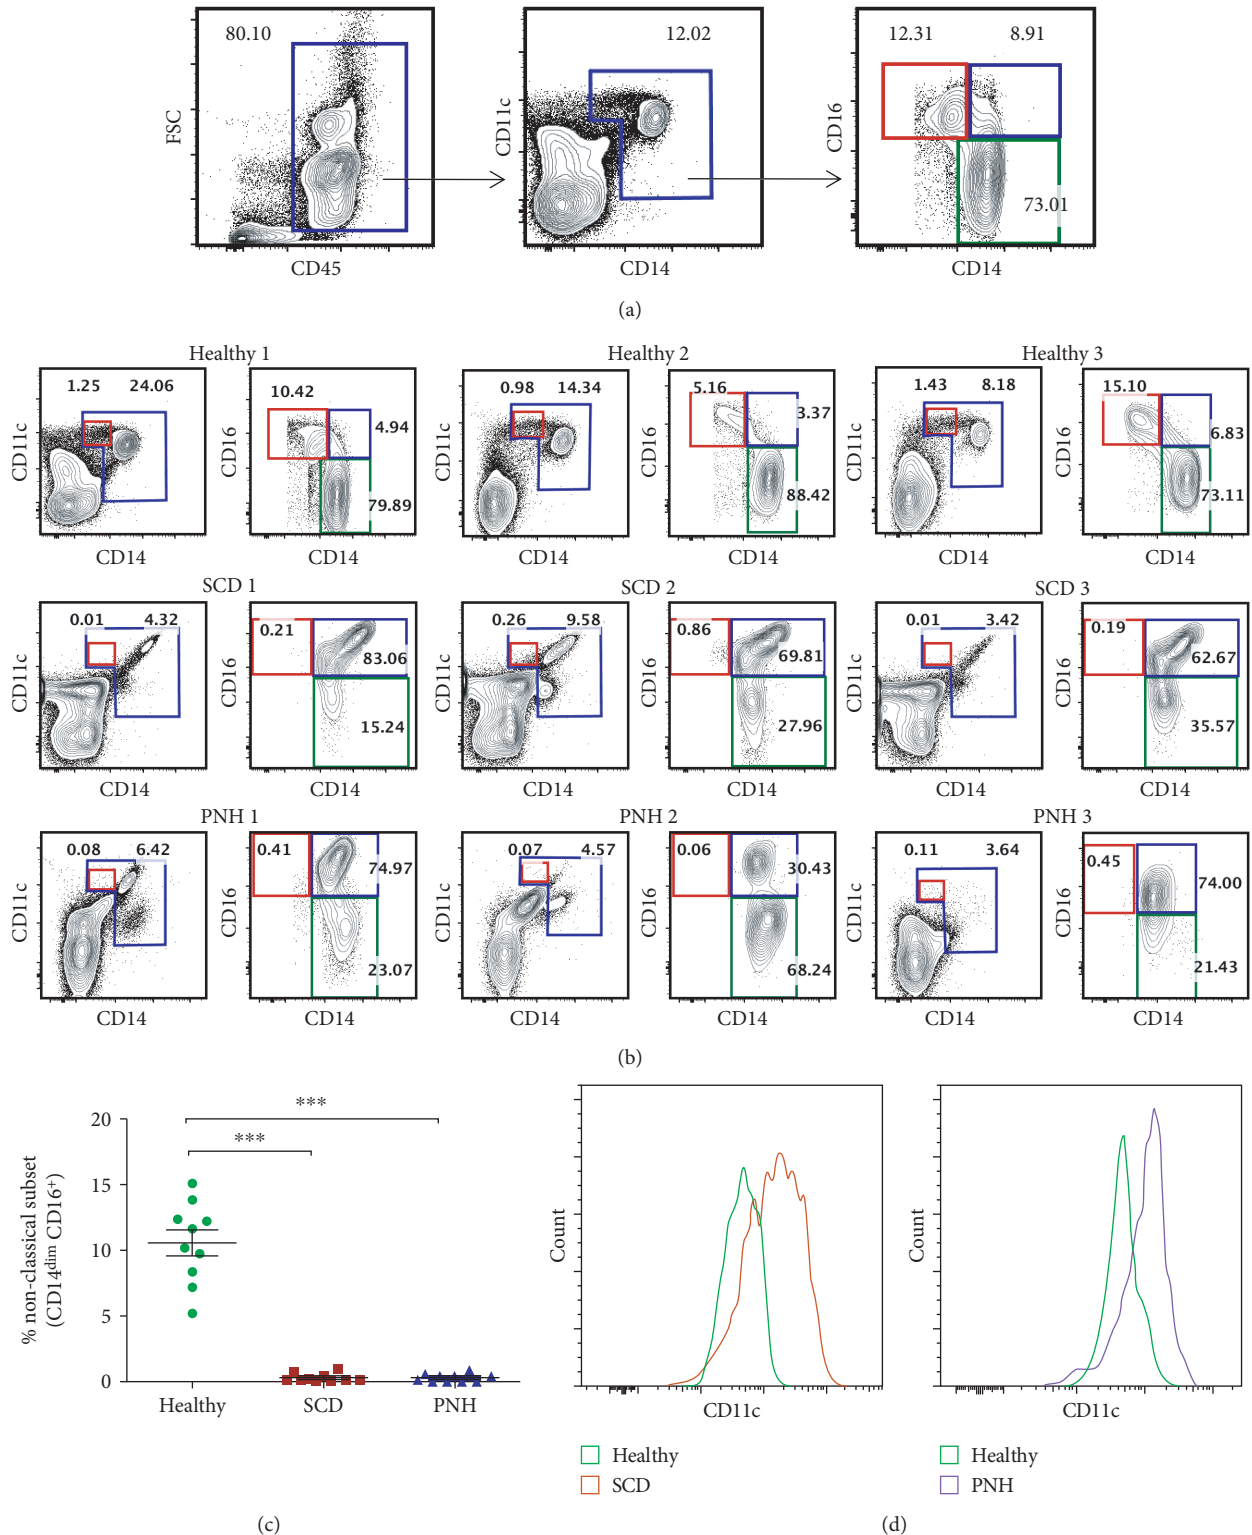 80.10
12.02
12.31 8.91
73.01
FSC
CD11c
CD16
CD45
CD14
CD14
(a)
Healthy 1
Healthy 2
Healthy 3
1.25 24.06
10.42
4.94
79.89
0.98 14.34
5.16
3.37
88.42
1.43 8.18
15.10
6.83
73.11
CD11c
CD16
CD11c
CD16
CD11c
CD16
CD14
CD14
CD14
CD14
CD14
CD14
SCD 1
SCD 2
SCD 3
0.01 4.32
0.21
83.06
15.24
0.26 9.58
0.86
69.81
27.96
0.01 3.42
0.19
62.67
35.57
CD11c
CD16
CD11c
CD16
CD11c
CD16
CD14
CD14
CD14
CD14
CD14
CD14
PNH 1
PNH 2
PNH 3
0.08 6.42
0.41
74.97
23.07
0.07 4.57
0.06
30.43
68.24
0.11 3.64
0.45
74.00
21.43
CD11c
CD16
CD11c
CD16
CD11c
CD16
CD14
CD14
CD14
CD14
CD14
CD14
(b)
% non-classical subset
(CD14dim CD16+)
20
15
10
5
0
***
***
Healthy
SCD
PNH
(c)
Count
CD11c
Healthy
SCD
Count
CD11c
Healthy
PNH
(d)